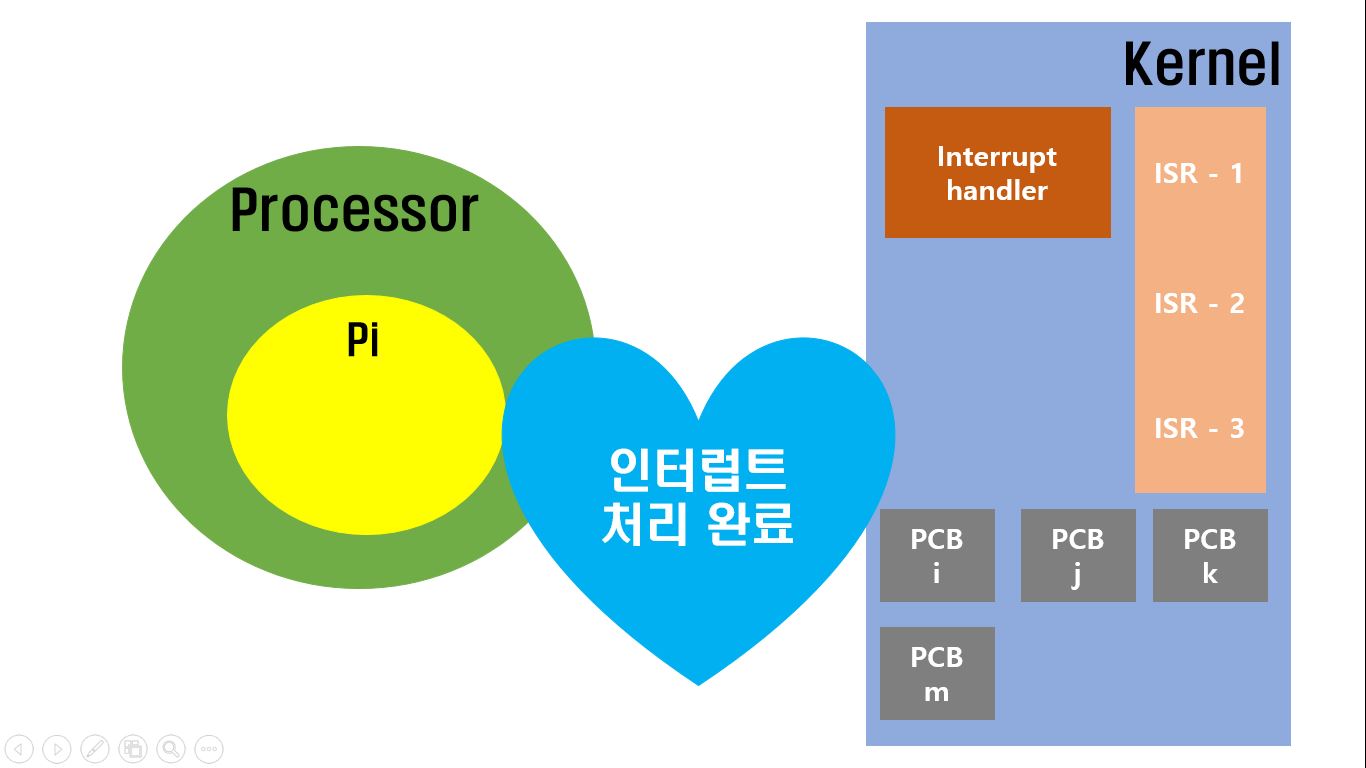 Processor
Pi
인터럽트
처리 완료
Kernel
Interrupt
handler
ISR - 1
ISR - 2
ISR - 3
PCB
i
PCB
j
PCB
k
PCB
m